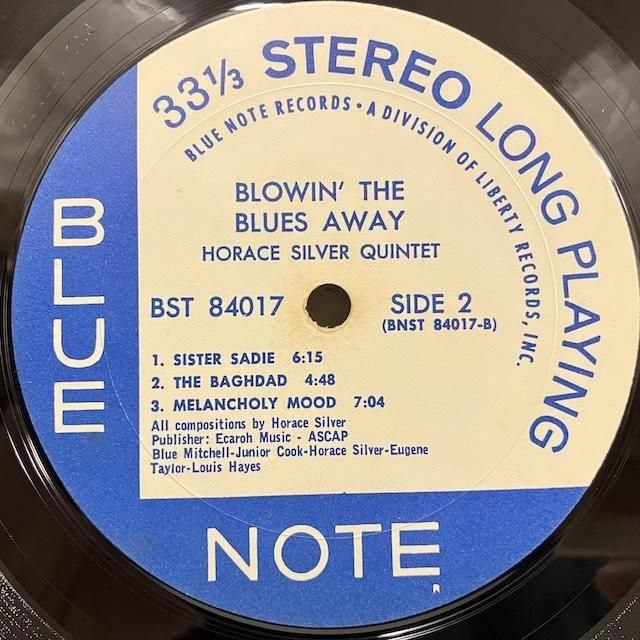 33⅓ STEREO LONG PLAYING
BLUE NOTE RECORDS • A DIVISION OF LIBERTY RECORDS, INC.
BLOWIN' THE
BLUES AWAY
HORACE SILVER QUINTET
BST 84017 SIDE 2
(BNST 84017-B)
1. SISTER SADIE 6:15
2. THE BAGHDAD 4:48
3. MELANCHOLY MOOD 7:04
All compositions by Horace Silver
Publisher: Ecaroh Music - ASCAP
Blue Mitchell-Junior Cook-Horace Silver-Eugene
Taylor-Louis Hayes
BLUE
NOTE
R